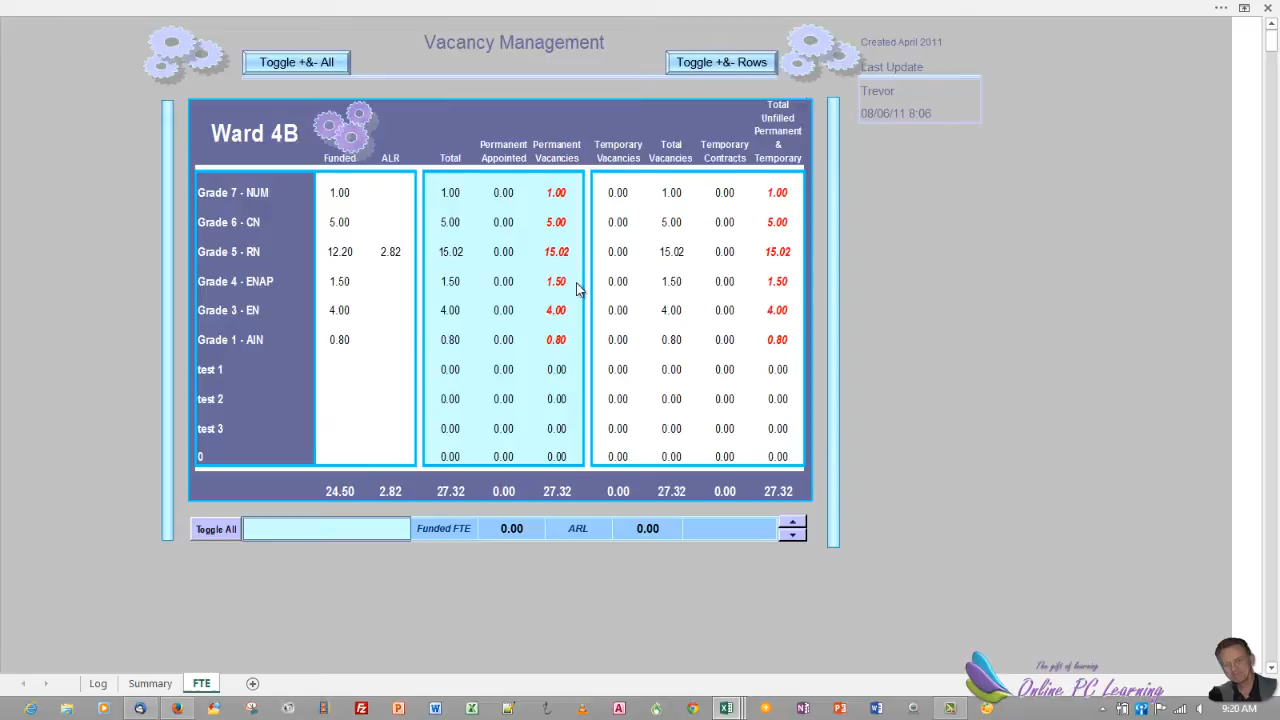 Vacancy Management
Toggle +&- All
Toggle +&- Rows
Created April 2011
Last Update
Trevor
08/06/11 8:06
Ward 4B
Funded ALR Total Permanent Appointed Permanent Vacancies Temporary Vacancies Total Vacancies Temporary Contracts Total Unfilled Permanent & Temporary
Grade 7 - NUM 1.00 1.00 0.00 1.00 0.00 1.00 0.00 1.00
Grade 6 - CN 5.00 5.00 0.00 5.00 0.00 5.00 0.00 5.00
Grade 5 - RN 12.20 2.82 15.02 0.00 15.02 0.00 15.02 0.00 15.02
Grade 4 - ENAP 1.50 1.50 0.00 1.50 0.00 1.50 0.00 1.50
Grade 3 - EN 4.00 4.00 0.00 4.00 0.00 4.00 0.00 4.00
Grade 1 - AIN 0.80 0.80 0.00 0.80 0.00 0.80 0.00 0.80
test 1 0.00 0.00 0.00 0.00 0.00 0.00 0.00
test 2 0.00 0.00 0.00 0.00 0.00 0.00 0.00
test 3 0.00 0.00 0.00 0.00 0.00 0.00 0.00
0 0.00 0.00 0.00 0.00 0.00 0.00 0.00
24.50 2.82 27.32 0.00 27.32 0.00 27.32 0.00 27.32
Toggle All Funded FTE 0.00 ARL 0.00
The gift of learning
Online PC Learning
Log Summary FTE
9:20 AM